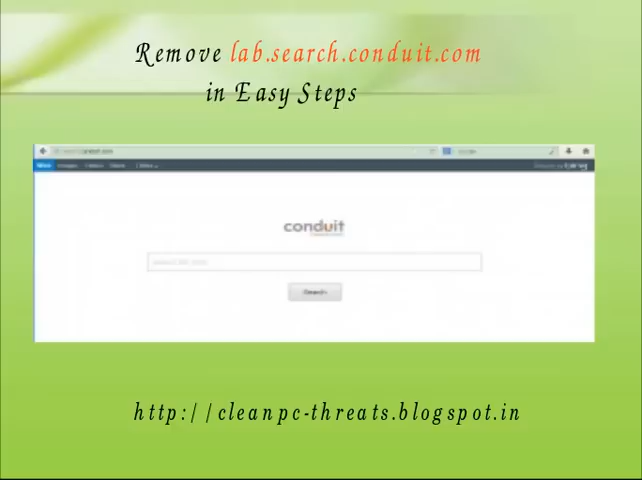 Remove lab.search.conduit.com
in Easy Steps
conduit
Search
http://cleanpc-threats.blogspot.in